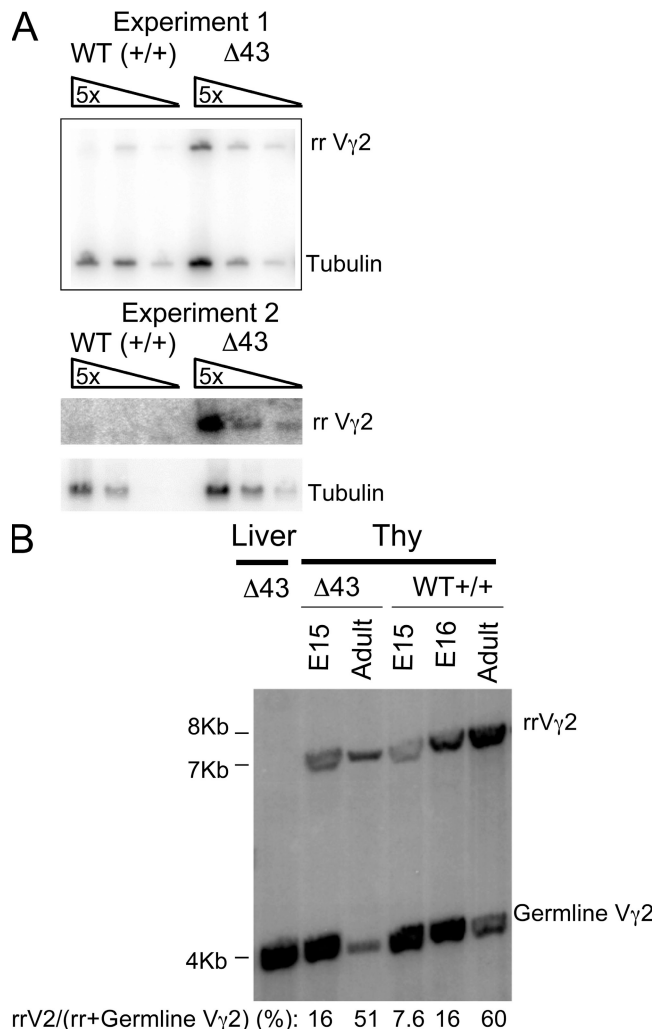 A
Experiment 1
WT (+/+) Δ43
5x 5x
rr Vγ2
Tubulin
Experiment 2
WT (+/+) Δ43
5x 5x
rr Vγ2
Tubulin
B
Liver Thy
Δ43 Δ43 WT+/+
E15 Adult E15 E16 Adult
8Kb
rrVγ2
7Kb
Germline Vγ2
4Kb
rrV2/(rr+Germline Vγ2) (%): 16 51 7.6 16 60